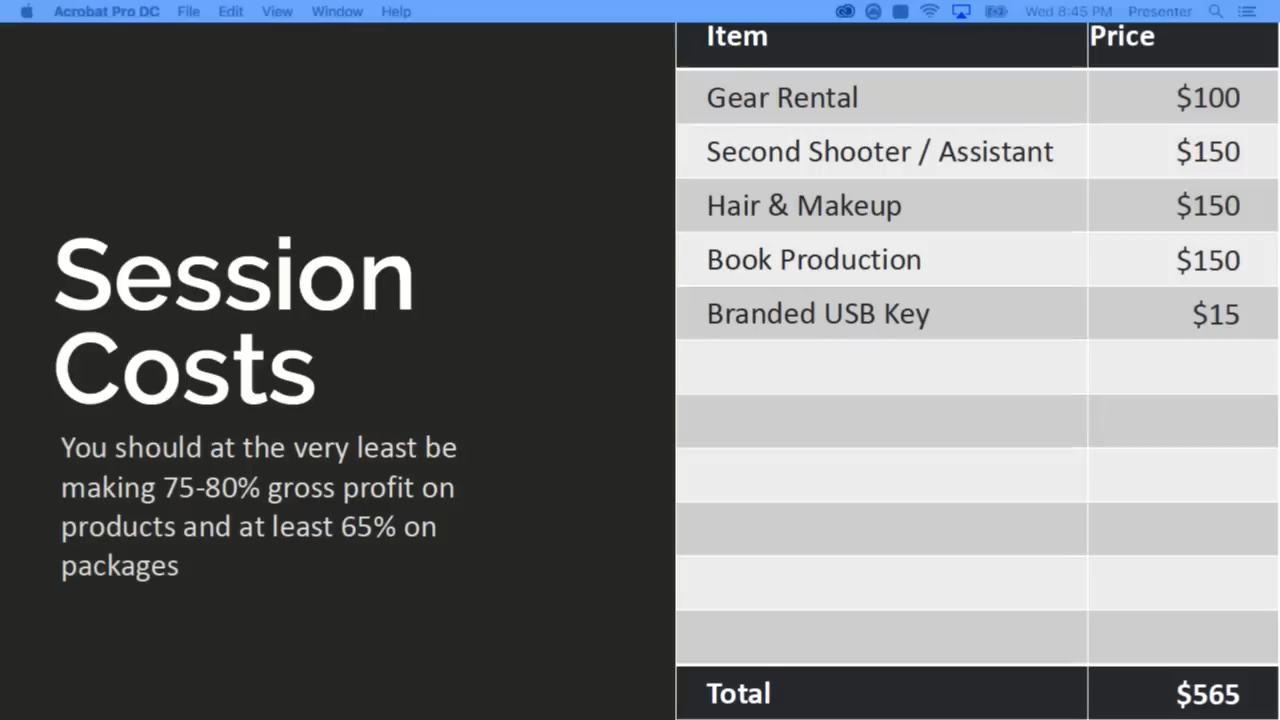 Acrobat Pro DC File Edit View Window Help Wed 8:45 PM Presenter
Session
Costs
You should at the very least be
making 75-80% gross profit on
products and at least 65% on
packages
Item Price
Gear Rental $100
Second Shooter / Assistant $150
Hair & Makeup $150
Book Production $150
Branded USB Key $15
Total $565